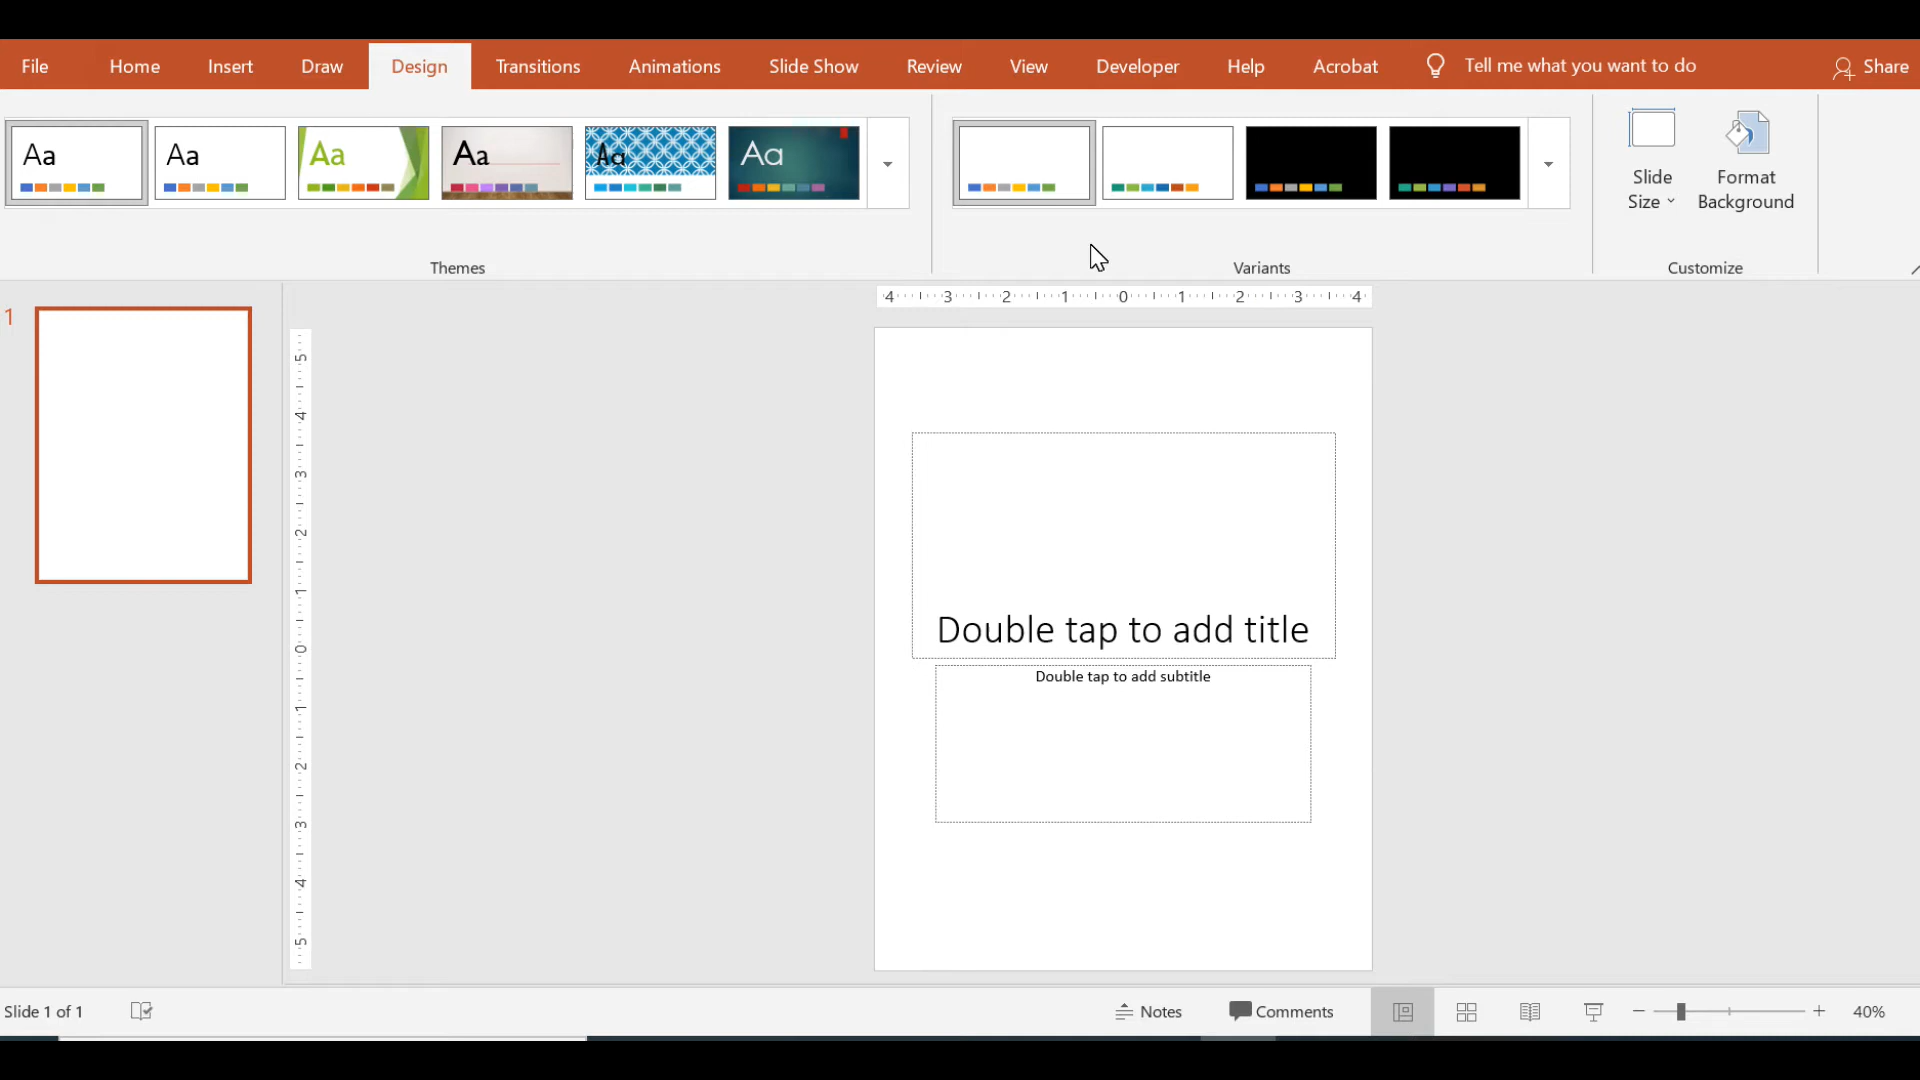 File Home Insert Draw Design Transitions Animations Slide Show Review View Developer Help Acrobat Tell me what you want to do Share
Aa Aa Aa Aa Aa Aa
Slide Size
Format Background
Themes Variants Customize
4 3 2 1 0 1 2 3 4
1
5
4
3
2
1
0
1
2
3
4
5
Double tap to add title
Double tap to add subtitle
Slide 1 of 1 Notes Comments 40%